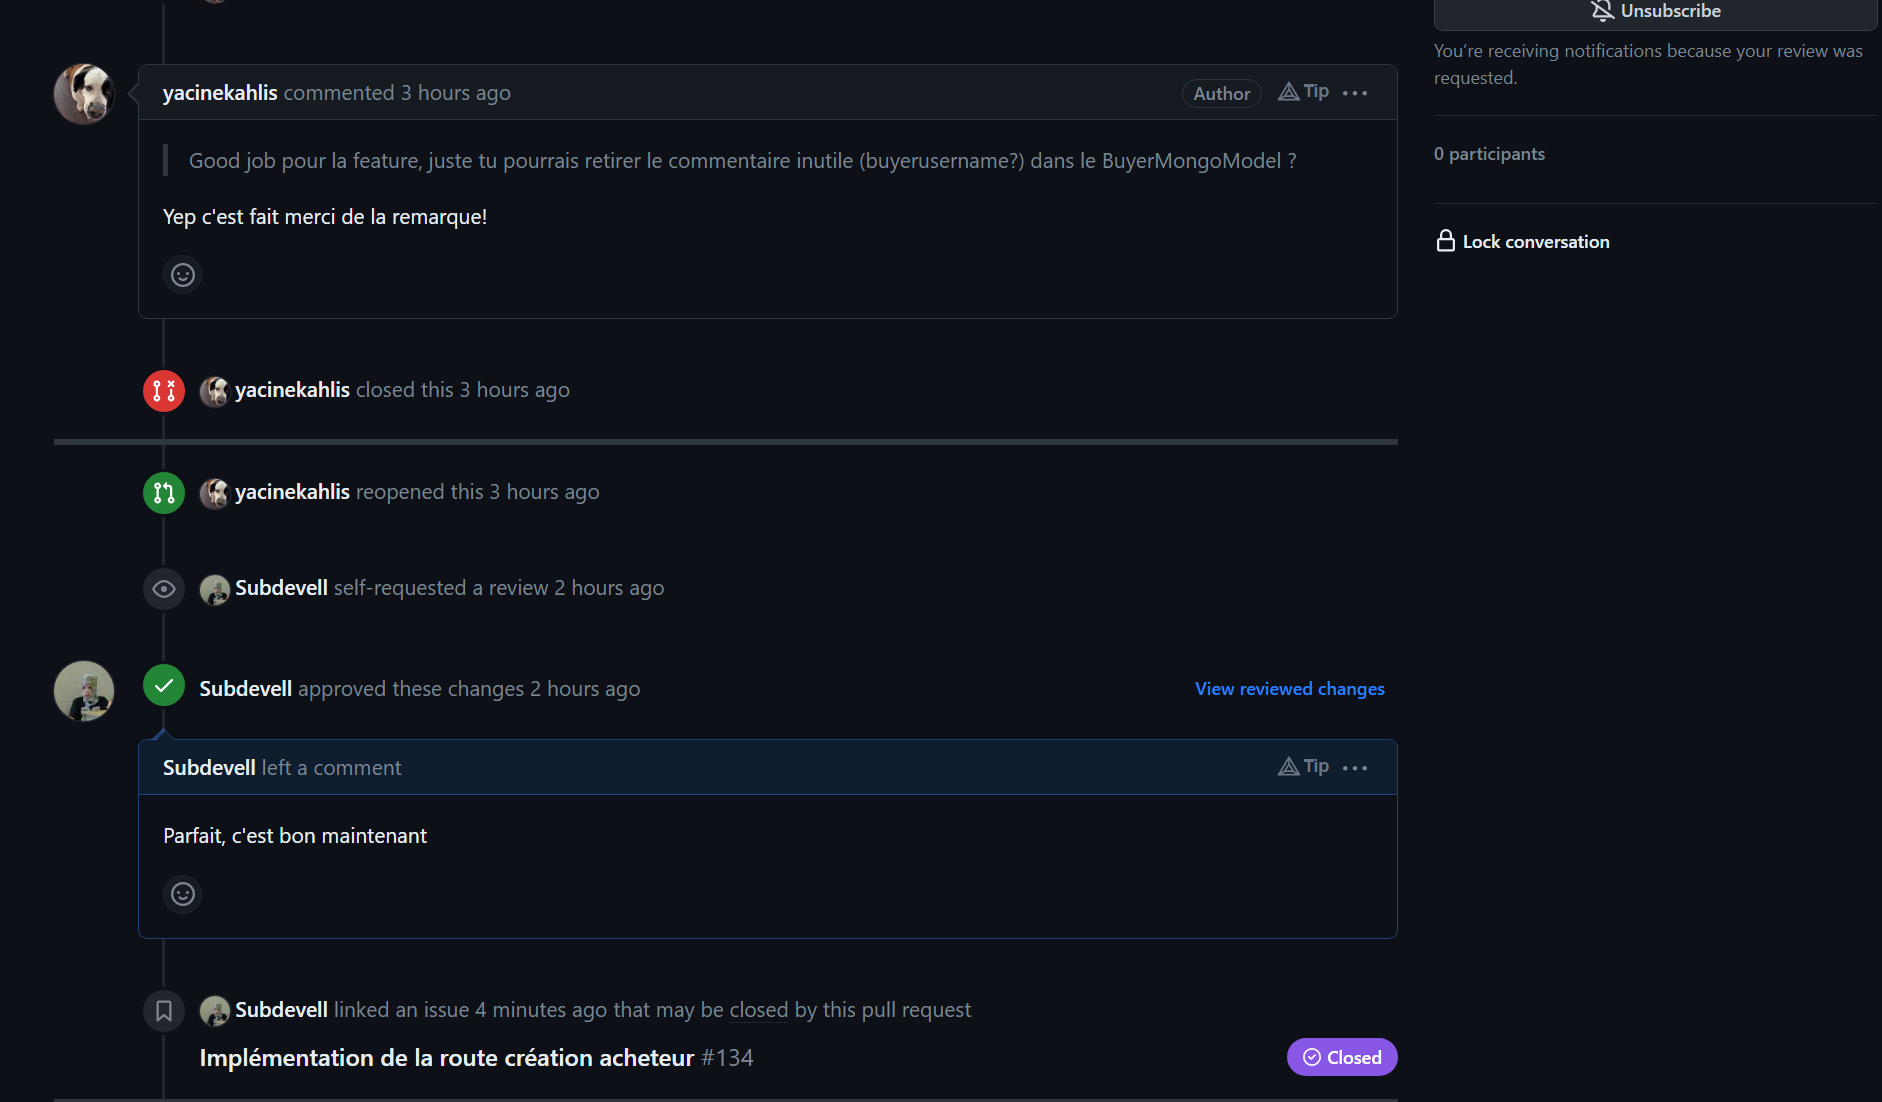 Unsubscribe
You’re receiving notifications because your review was
requested.
0 participants
Lock conversation
yacinekahlis commented 3 hours ago
Author Tip
Good job pour la feature, juste tu pourrais retirer le commentaire inutile (buyerusername?) dans le BuyerMongoModel ?
Yep c'est fait merci de la remarque!
yacinekahlis closed this 3 hours ago
yacinekahlis reopened this 3 hours ago
Subdevell self-requested a review 2 hours ago
Subdevell approved these changes 2 hours ago
View reviewed changes
Subdevell left a comment
Tip
Parfait, c'est bon maintenant
Subdevell linked an issue 4 minutes ago that may be closed by this pull request
Implémentation de la route création acheteur #134
Closed